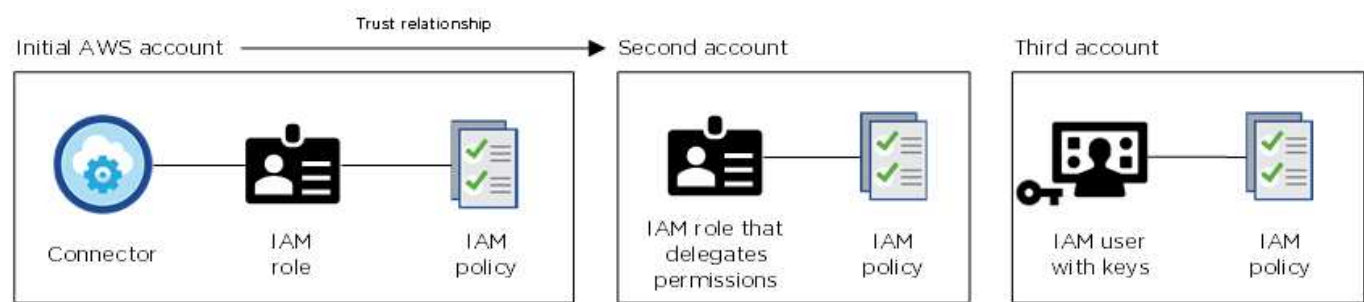 Trust relationship
Initial AWS account
Second account
Third account
Connector
IAM
role
IAM
policy
IAM role that
delegates
permissions
IAM
policy
IAM user
with keys
IAM
policy